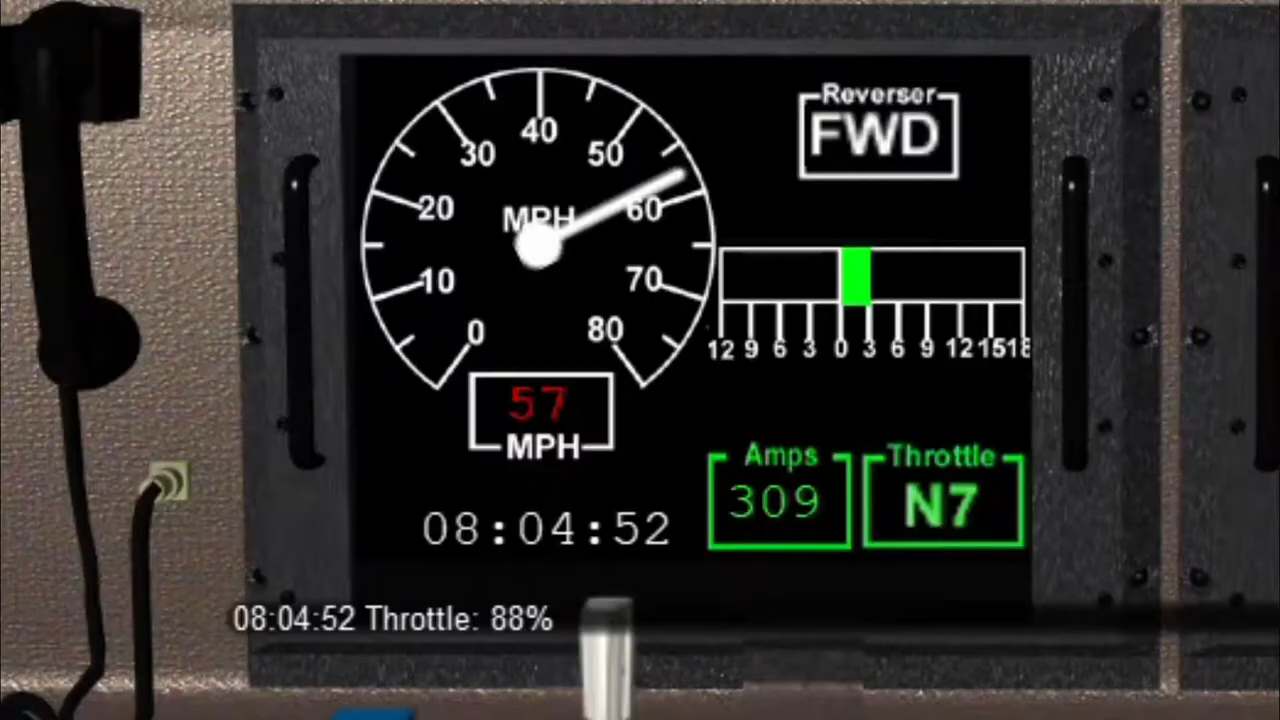 40
30
50
20
MPH
60
10
70
0
80
57
MPH
08:04:52
Reverser
FWD
12 9 6 3 0 3 6 9 12 15 18
Amps
309
Throttle
N7
08:04:52 Throttle: 88%